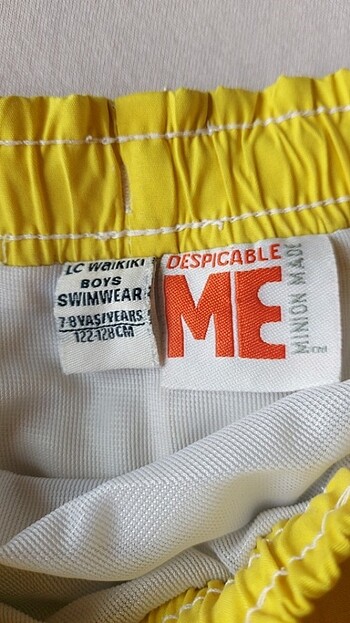 LC WAIKIKI
BOYS
SWIMWEAR
7-8 YAŞ/YEARS
122-128 CM
DESPICABLE
ME
MINION MADE